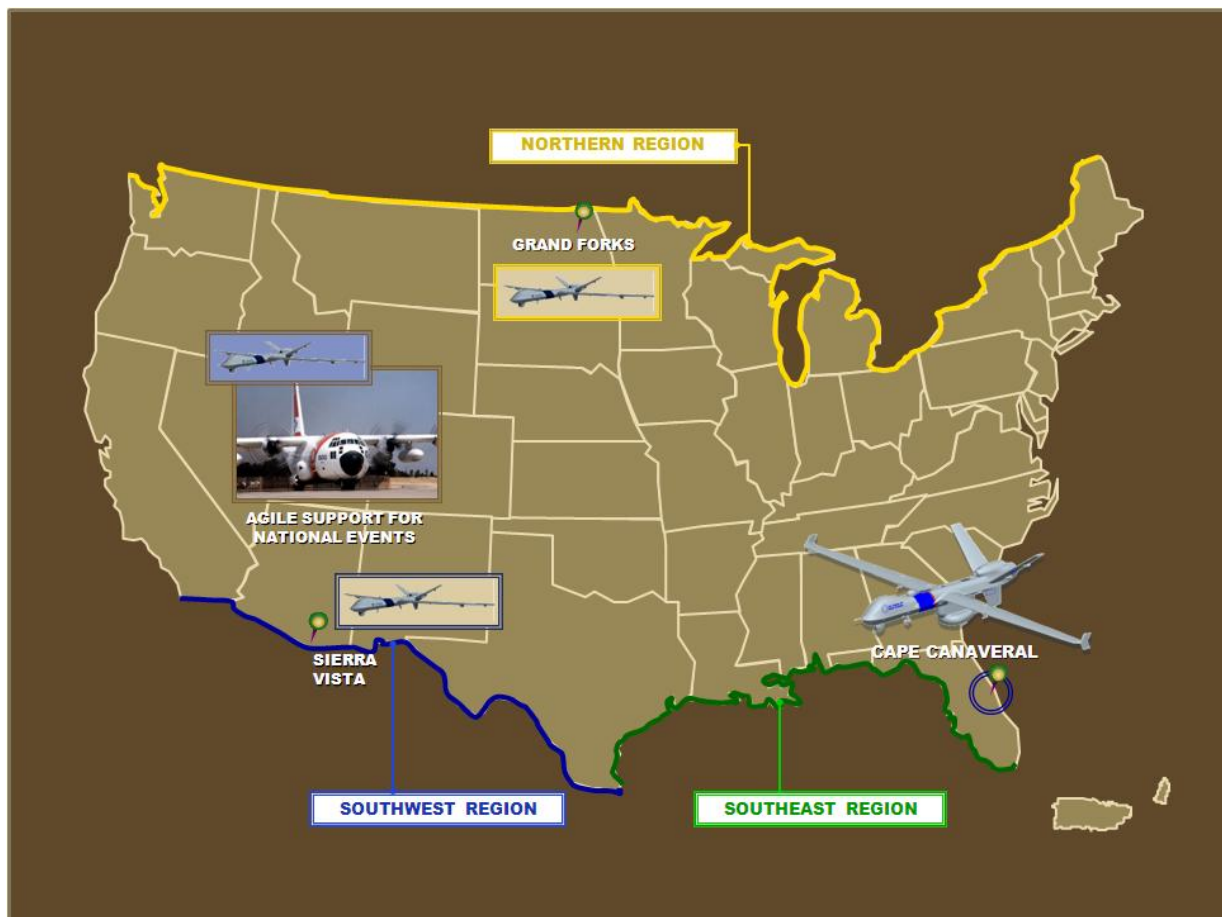 NORTHERN REGION
GRAND FORKS
AGILE SUPPORT FOR
NATIONAL EVENTS
SIERRA
VISTA
CAPE CANAVERAL
SOUTHWEST REGION
SOUTHEAST REGION